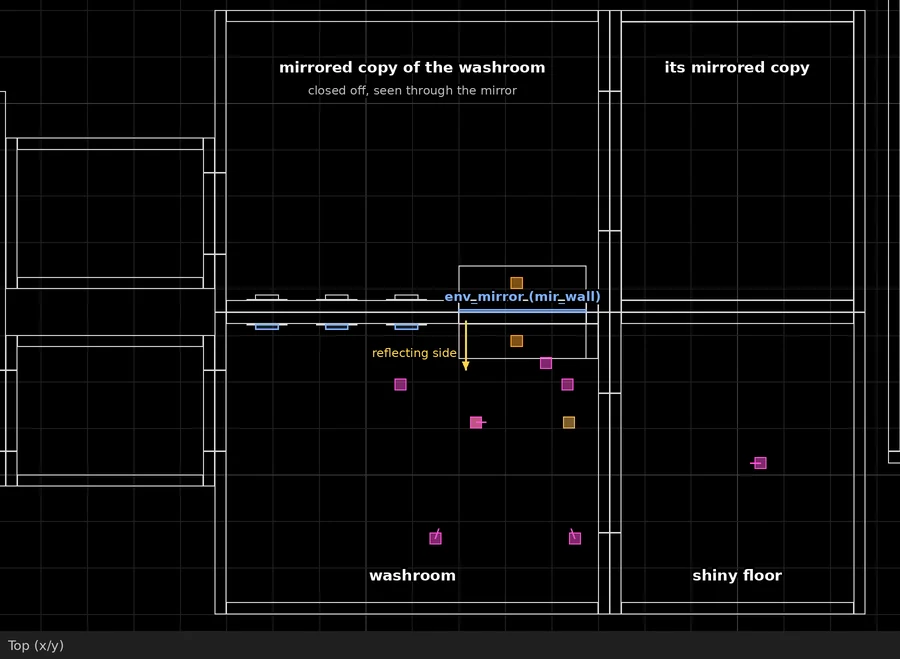 mirrored copy of the washroom
its mirrored copy
closed off, seen through the mirror
env_mirror (mir_wall)
reflecting side
washroom
shiny floor
Top (x/y)